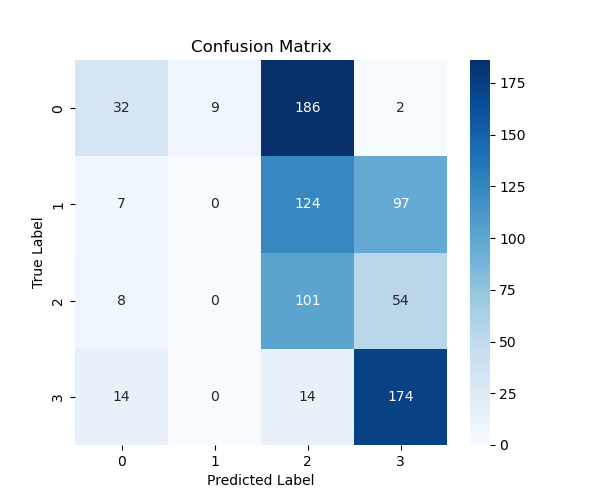 Confusion Matrix
True Label
0 32 9 186 2
1 7 0 124 97
2 8 0 101 54
3 14 0 14 174
0 1 2 3
Predicted Label
175
150
125
100
75
50
25
0